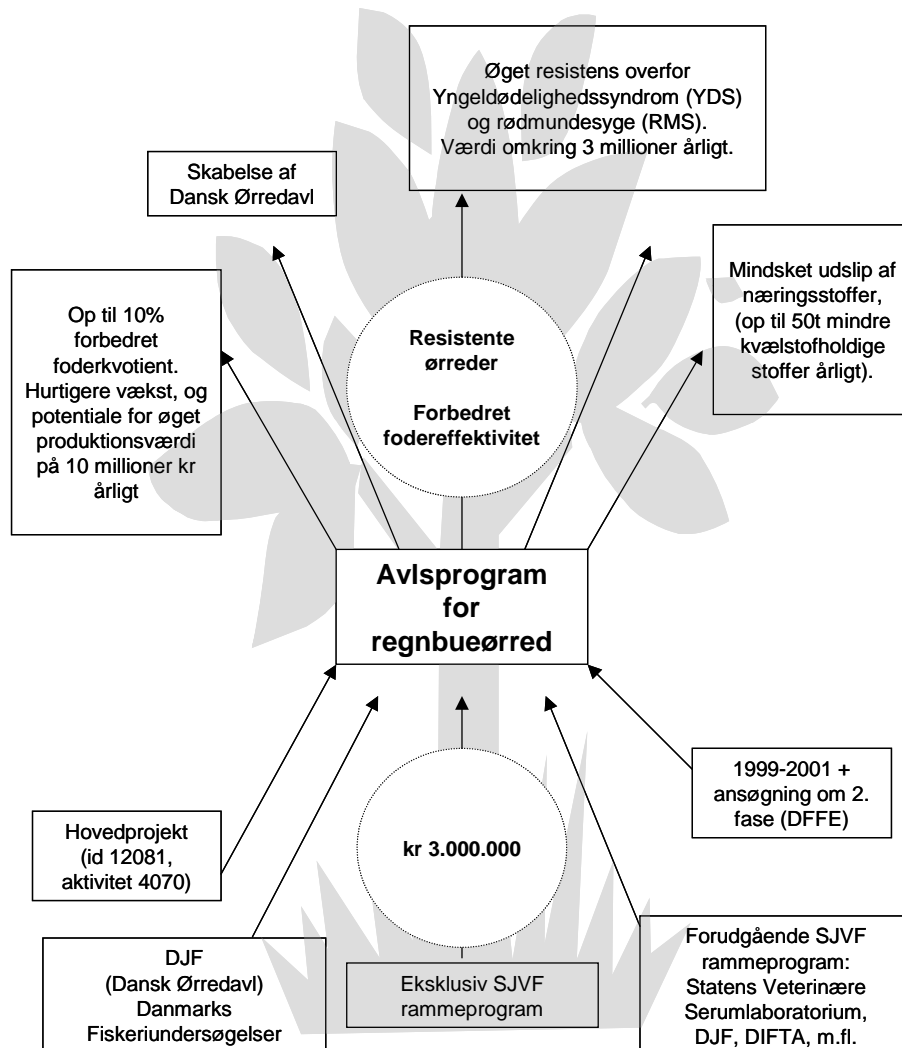 Øget resistens overfor
Yngeldødelighedssyndrom (YDS)
og rødmundesyge (RMS).
Værdi omkring 3 millioner årligt.
Skabelse af
Dansk Ørredavl
Mindsket udslip af
næringsstoffer,
(op til 50t mindre
kvælstofholdige
stoffer årligt).
Op til 10%
forbedret
foderkvotient.
Hurtigere vækst, og
potentiale for øget
produktionsværdi
på 10 millioner kr
årligt
Resistente
ørreder
Forbedret
fodereffektivitet
Avlsprogram
for
regnbueørred
1999-2001 +
ansøgning om 2.
fase (DFFE)
Hovedprojekt
(id 12081,
aktivitet 4070)
kr 3.000.000
DJF
(Dansk Ørredavl)
Danmarks
Fiskeriundersøgelser
Eksklusiv SJVF
rammeprogram
Forudgående SJVF
rammeprogram:
Statens Veterinære
Serumlaboratorium,
DJF, DIFTA, m.fl.